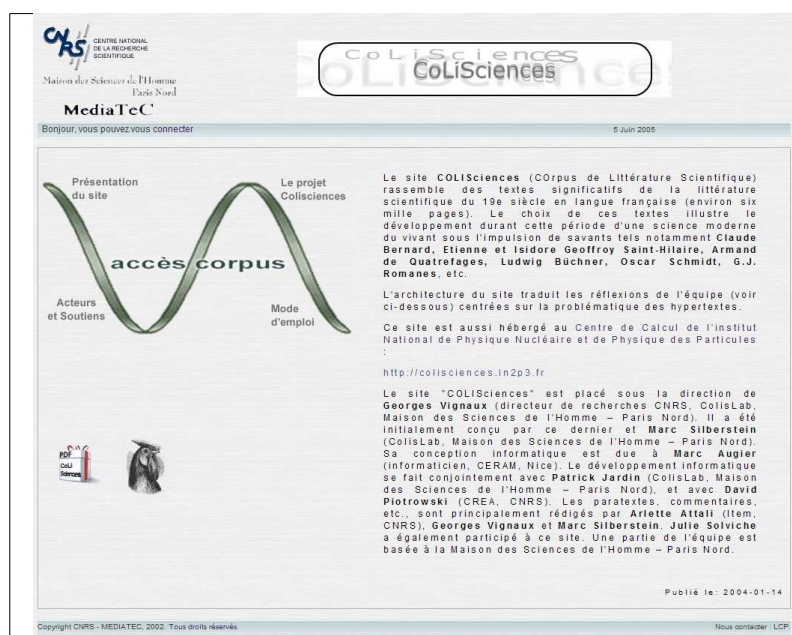 CNRS
CENTRE NATIONAL
DE LA RECHERCHE
SCIENTIFIQUE
Maison des Sciences de l'Homme
Paris Nord
MediaTeC
CoLiSciences
CoLiSciences
CoLiSciences
Bonjour, vous pouvez vous connecter
5 Juin 2005
Présentation
du site
Le projet
Colisciences
accès corpus
Acteurs
et Soutiens
Mode
d'emploi
PDF
CoLi
Sciences
Le site COLISciences (COrpus de LIttérature Scientifique)
rassemble des textes significatifs de la littérature
scientifique du 19e siècle en langue française (environ six
mille pages). Le choix de ces textes illustre le
développement durant cette période d'une science moderne
du vivant sous l'impulsion de savants tels notamment Claude
Bernard, Etienne et Isidore Geoffroy Saint-Hilaire, Armand
de Quatrefages, Ludwig Büchner, Oscar Schmidt, G.J.
Romanes, etc.
L'architecture du site traduit les réflexions de l'équipe (voir
ci-dessous) centrées sur la problématique des hypertextes.
Ce site est aussi hébergé au Centre de Calcul de l'institut
National de Physique Nucléaire et de Physique des Particules
:
http://colisciences.in2p3.fr
Le site "COLISciences" est placé sous la direction de
Georges Vignaux (directeur de recherches CNRS, ColisLab,
Maison des Sciences de l'Homme – Paris Nord). Il a été
initialement conçu par ce dernier et Marc Silberstein
(ColisLab, Maison des Sciences de l'Homme – Paris Nord).
Sa conception informatique est due à Marc Augier
(informaticien, CERAM, Nice). Le développement informatique
se fait conjointement avec Patrick Jardin (ColisLab, Maison
des Sciences de l'Homme – Paris Nord), et avec David
Piotrowski (CREA, CNRS). Les paratextes, commentaires,
etc., sont principalement rédigés par Arlette Attali (Item,
CNRS), Georges Vignaux et Marc Silberstein. Julie Solviche
a également participé à ce site. Une partie de l'équipe est
basée à la Maison des Sciences de l'Homme – Paris Nord.
Publié le: 2004-01-14
Copyright CNRS - MEDIATEC, 2002. Tous droits réservés.
Nous contacter : LCP.